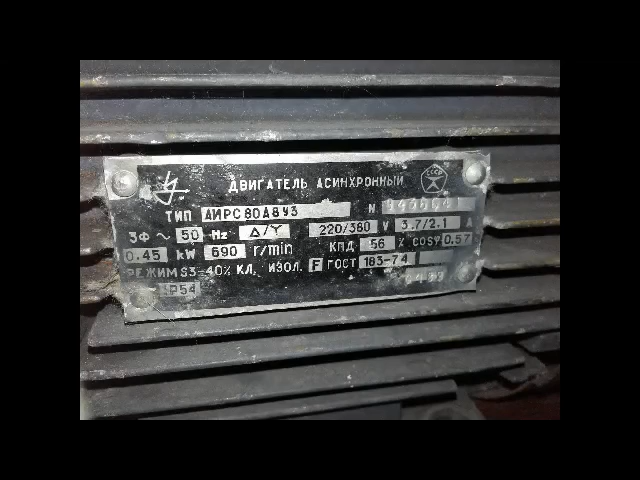 СССР
ДВИГАТЕЛЬ АСИНХРОННЫЙ
ТИП АИРС80А8У3 N
3Ф ~ 50 Hz Δ/Y 220/380 V 3.7/2.1 A
0.45 kW 690 r/min КПД 56 % COSφ 0.57
РЕЖИМ S3-40% КЛ. ИЗОЛ. F ГОСТ 183-74
IP54